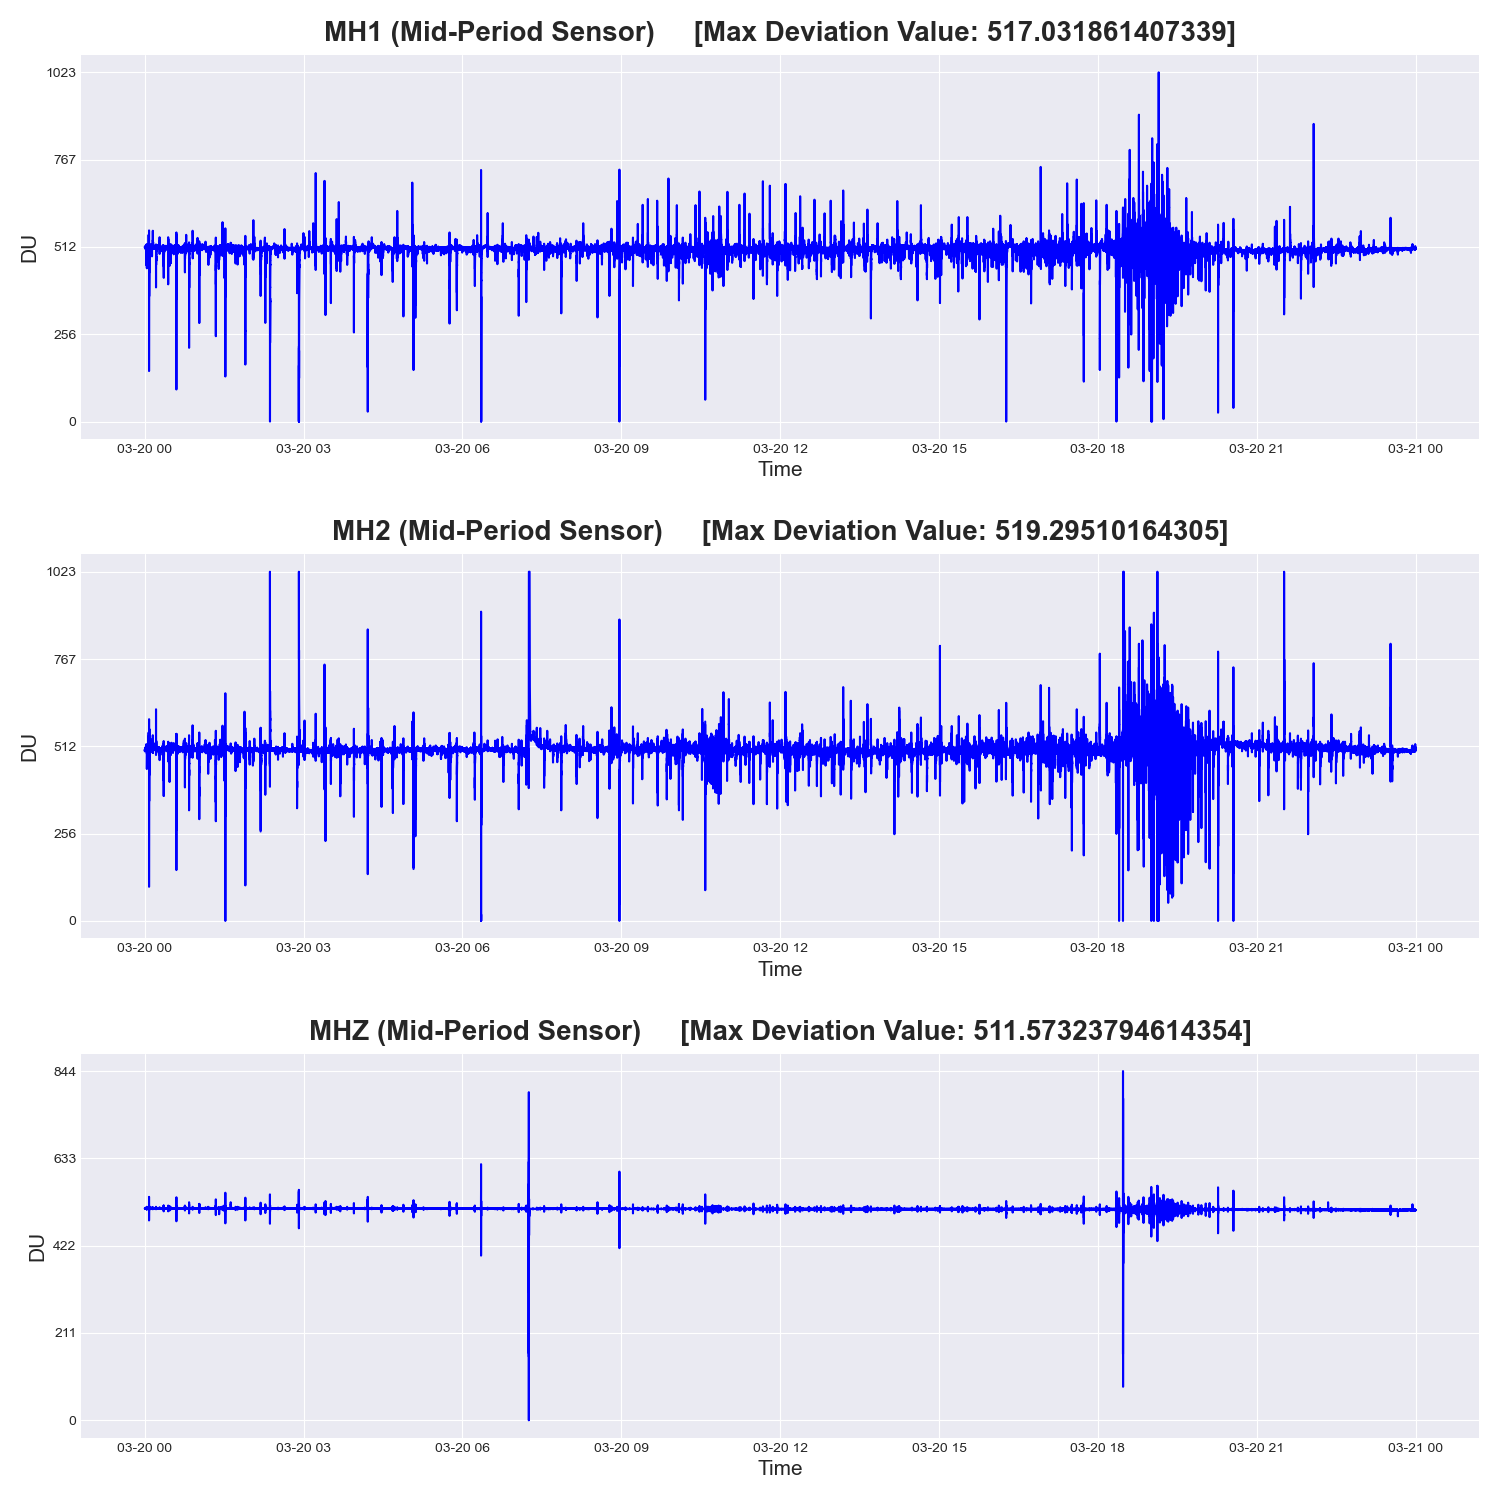 MH1 (Mid-Period Sensor) [Max Deviation Value: 517.031861407339]
1023
767
512
256
0
DU
03-20 00 03-20 03 03-20 06 03-20 09 03-20 12 03-20 15 03-20 18 03-20 21 03-21 00
Time
MH2 (Mid-Period Sensor) [Max Deviation Value: 519.29510164305]
1023
767
512
256
0
DU
03-20 00 03-20 03 03-20 06 03-20 09 03-20 12 03-20 15 03-20 18 03-20 21 03-21 00
Time
MHZ (Mid-Period Sensor) [Max Deviation Value: 511.57323794614354]
844
633
422
211
0
DU
03-20 00 03-20 03 03-20 06 03-20 09 03-20 12 03-20 15 03-20 18 03-20 21 03-21 00
Time